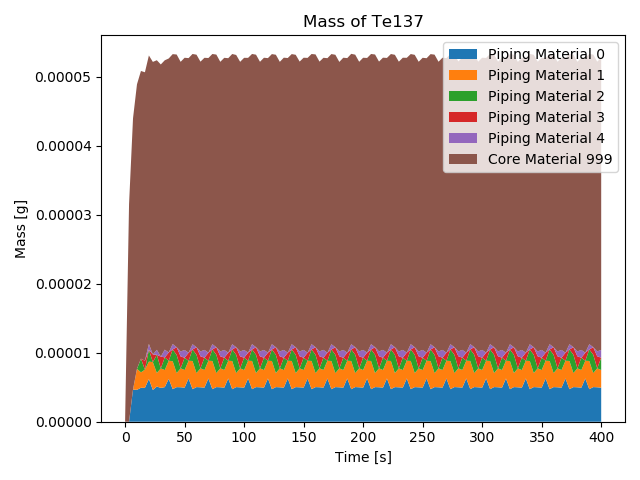 Mass of Te137
Piping Material 0
Piping Material 1
Piping Material 2
Piping Material 3
Piping Material 4
Core Material 999
Mass [g]
0.00005
0.00004
0.00003
0.00002
0.00001
0.00000
0 50 100 150 200 250 300 350 400
Time [s]